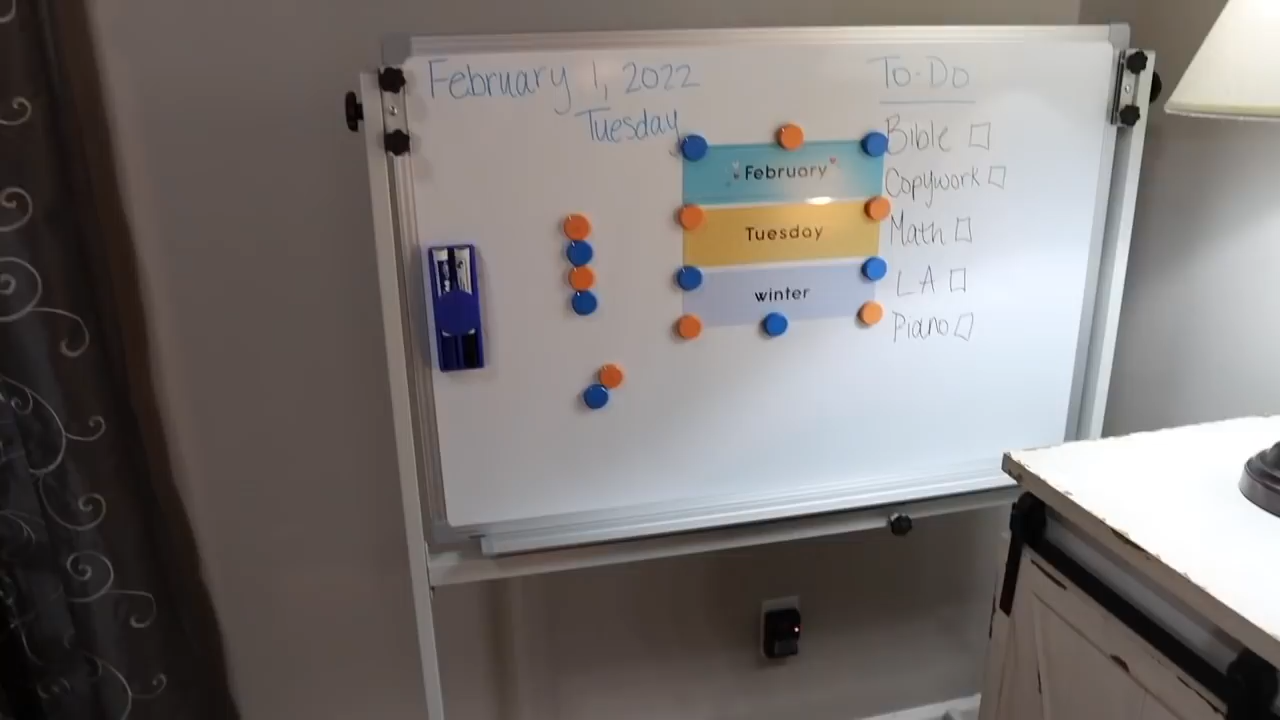 February 1, 2022
Tuesday
February
Tuesday
winter
To-Do
Bible
Copywork
Math
LA
Piano